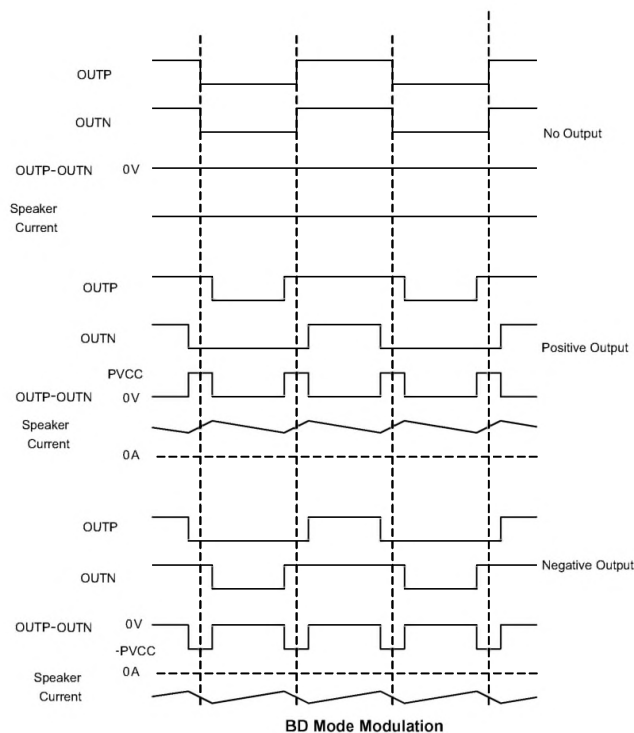 OUTP
OUTN
No Output
OUTP-OUTN 0V
Speaker
Current
OUTP
OUTN
Positive Output
PVCC
OUTP-OUTN 0V
Speaker
Current
0A
OUTP
OUTN
Negative Output
OUTP-OUTN 0V
-PVCC
0A
Speaker
Current
BD Mode Modulation